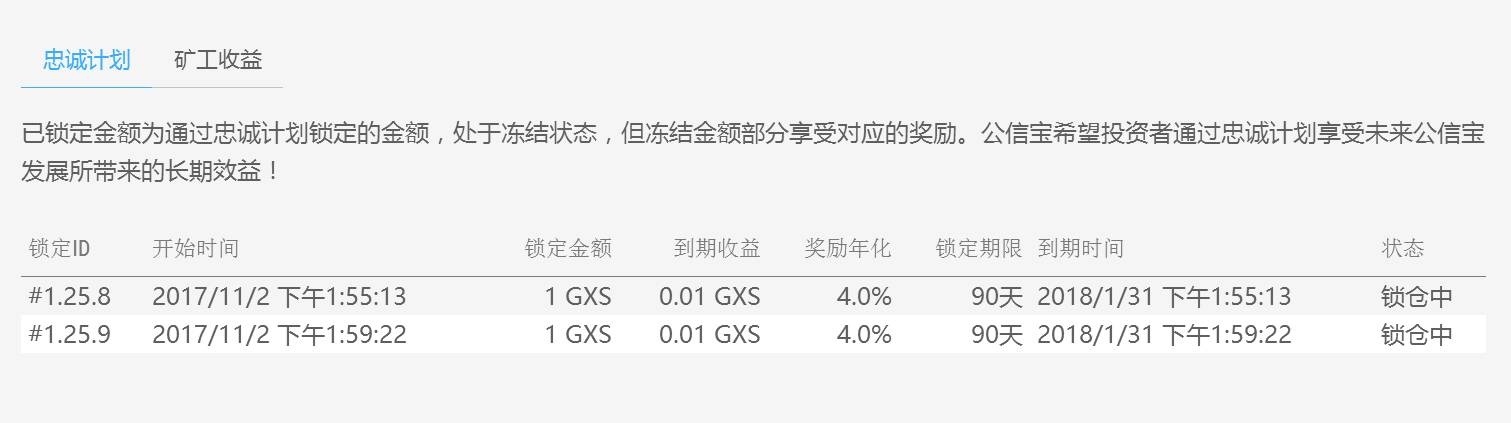 忠诚计划 矿工收益
已锁定金额为通过忠诚计划锁定的金额，处于冻结状态，但冻结金额部分享受对应的奖励。公信宝希望投资者通过忠诚计划享受未来公信宝
发展所带来的长期效益！
锁定ID 开始时间 锁定金额 到期收益 奖励年化 锁定期限 到期时间 状态
#1.25.8 2017/11/2 下午1:55:13 1 GXS 0.01 GXS 4.0% 90天 2018/1/31 下午1:55:13 锁仓中
#1.25.9 2017/11/2 下午1:59:22 1 GXS 0.01 GXS 4.0% 90天 2018/1/31 下午1:59:22 锁仓中